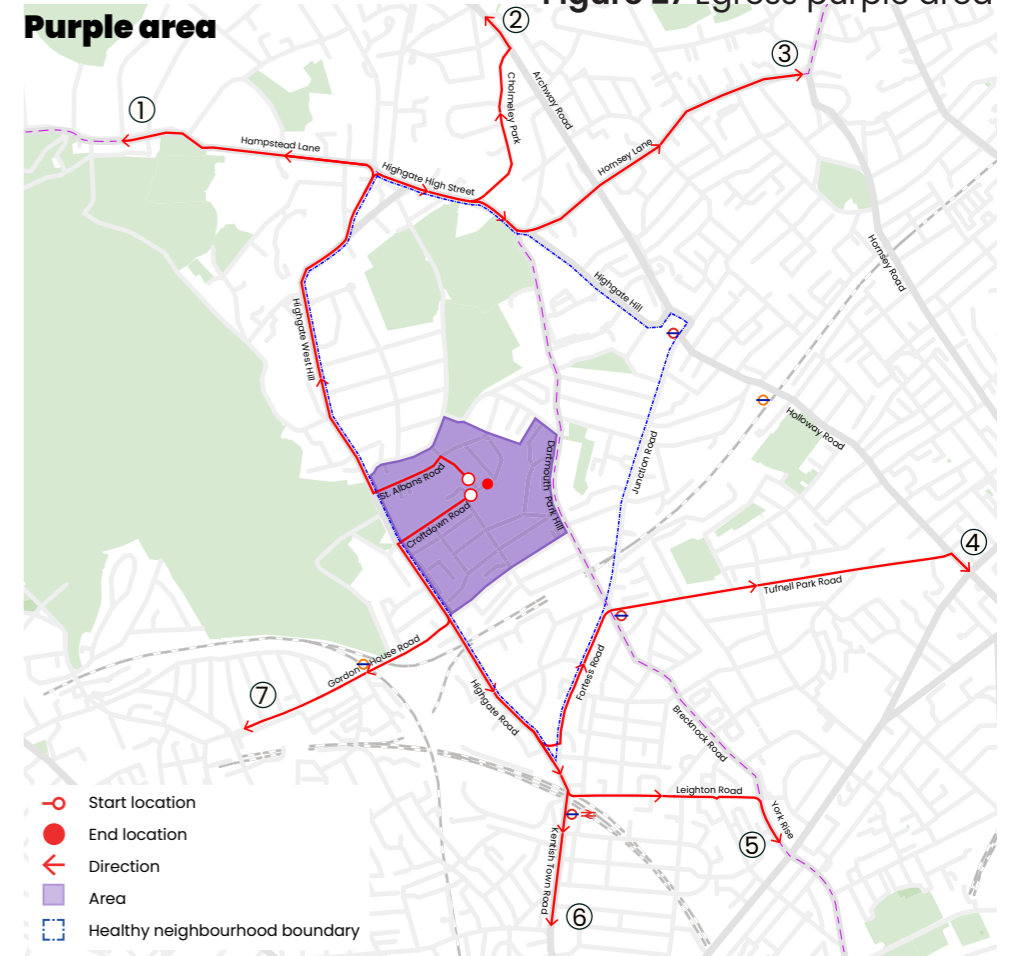 Figure 27 Egress purple area
Purple area
2
3
1
Cholmeley Park
Archway Road
Hampstead Lane
Hornsey Lane
Highgate High Street
Hornsey Road
Highgate Hill
Highgate West Hill
Holloway Road
Junction Road
Dartmouth Park Hill
St. Albans Road
Croftdown Road
4
Tufnell Park Road
Gordon House Road
Fortess Road
7
Highgate Road
Brecknock Road
Leighton Road
York Rise
5
Kentish Town Road
6
Start location
End location
Direction
Area
Healthy neighbourhood boundary